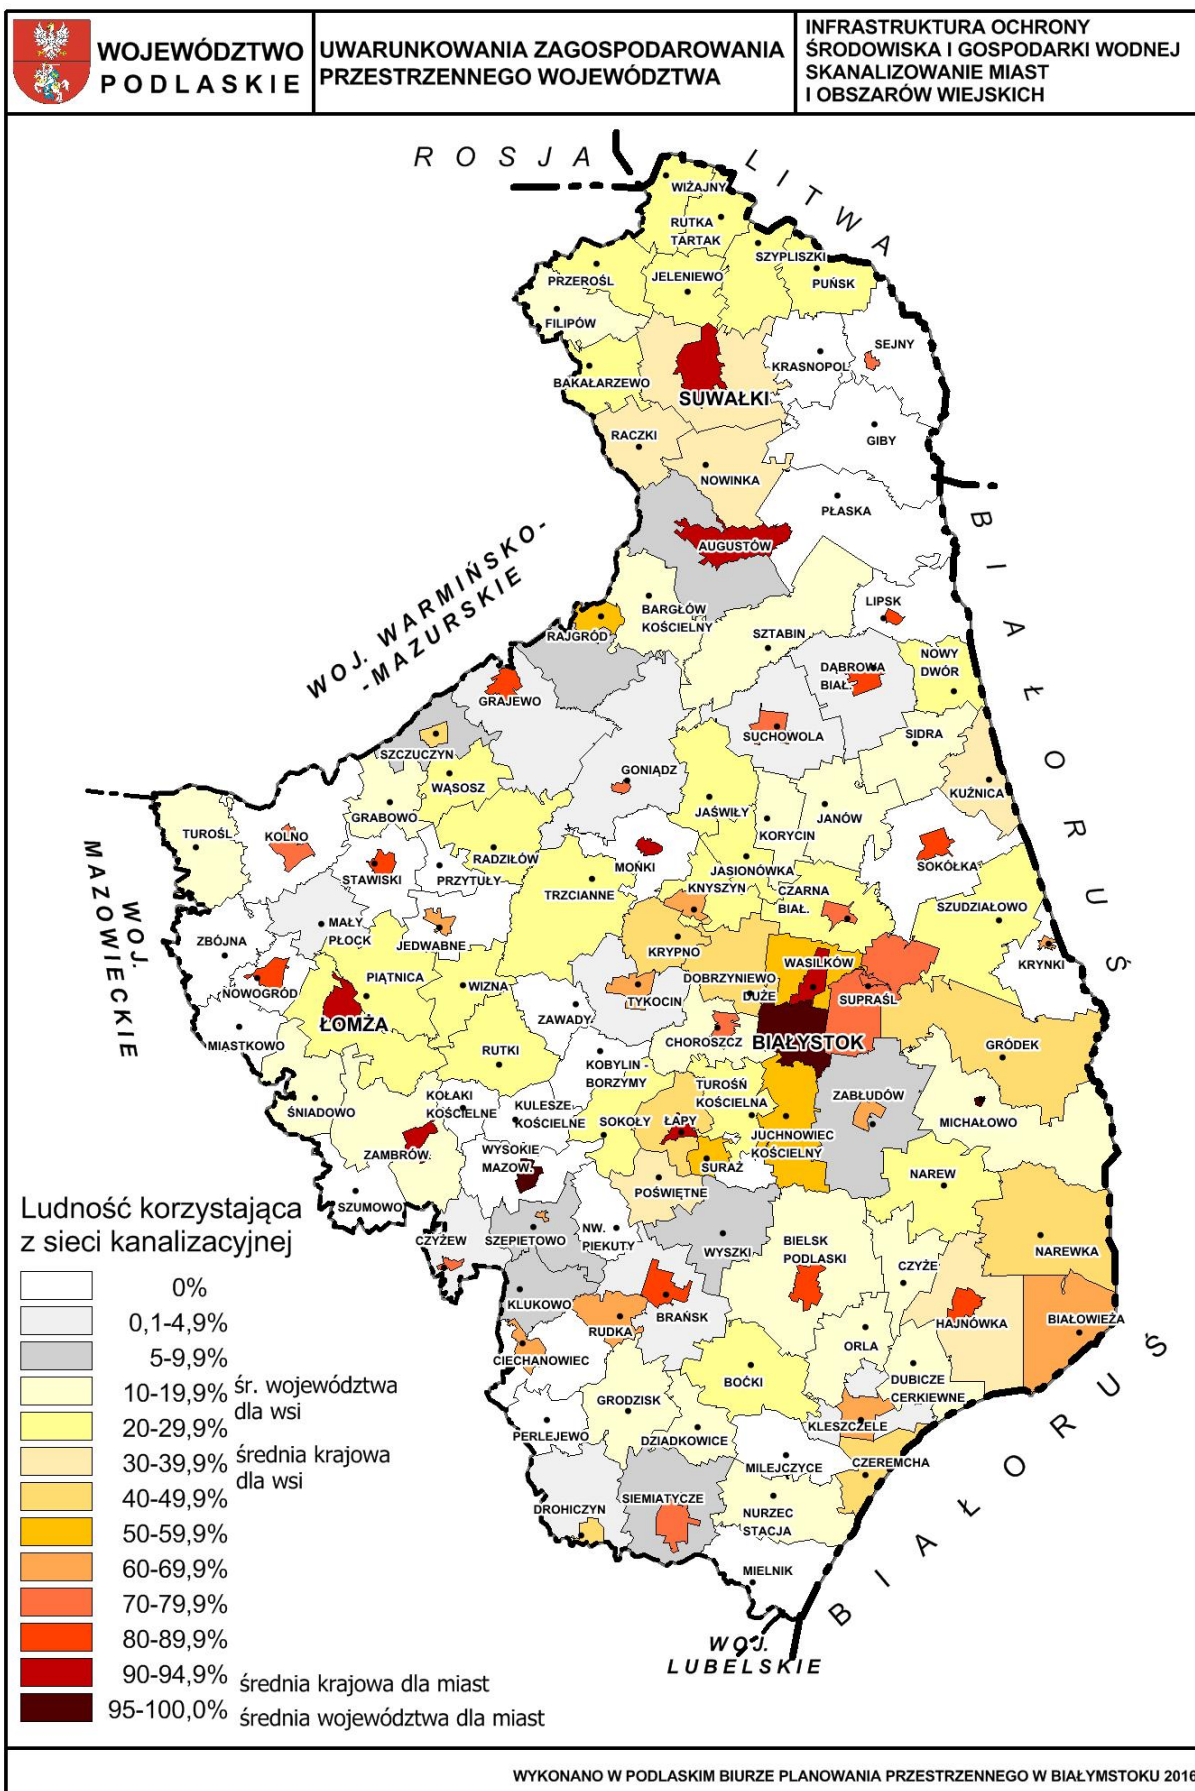 WOJEWÓDZTWO
PODLASKIE
UWARUNKOWANIA ZAGOSPODAROWANIA
PRZESTRZENNEGO WOJEWÓDZTWA
INFRASTRUKTURA OCHRONY
ŚRODOWISKA I GOSPODARKI WODNEJ
SKANALIZOWANIE MIAST
I OBSZARÓW WIEJSKICH
ROSJA
LITWA
WIŻAJNY
RUTKA
TARTAK
SZYPLISZKI
PRZEROŚL
JELENIEWO
PUŃSK
FILIPÓW
SEJNY
KRASNOPOL
BAKAŁARZEWO
SUWAŁKI
RACZKI
GIBY
NOWINKA
PŁASKA
BIAŁORUŚ
AUGUSTÓW
WOJ. WARMIŃSKO-
-MAZURSKIE
BARGŁÓW
KOŚCIELNY
LIPSK
RAJGRÓD
SZTABIN
NOWY
DWÓR
DĄBROWA
BIAŁ.
GRAJEWO
SUCHOWOLA
SIDRA
SZCZUCZYN
GONIĄDZ
WĄSOSZ
KUŹNICA
JAŚWIŁY
GRABOWO
JANÓW
KORYCIN
TUROŚL
KOLNO
RADZIŁÓW
MOŃKI
SOKÓŁKA
JASIONÓWKA
STAWISKI
PRZYTUŁY
TRZCIANNE
KNYSZYN
CZARNA
BIAŁ.
SZUDZIAŁOWO
WOJ.
MAZOWIECKIE
MAŁY
PŁOCK
ZBÓJNA
JEDWABNE
KRYPNO
WASILKÓW
KRYNKI
PIĄTNICA
DOBRZYNIEWO
DUŻE
NOWOGRÓD
WIZNA
TYKOCIN
SUPRAŚL
ŁOMŻA
ZAWADY
MIASTKOWO
CHOROSZCZ
BIAŁYSTOK
GRÓDEK
RUTKI
KOBYLIN -
BORZYMY
TUROŚŃ
KOŚCIELNA
ZABŁUDÓW
KOŁAKI
KOŚCIELNE
KULESZE
KOŚCIELNE
ŚNIADOWO
SOKOŁY
ŁAPY
MICHAŁOWO
JUCHNOWIEC
KOŚCIELNY
ZAMBRÓW
WYSOKIE
MAZOW.
SURAŻ
NAREW
POŚWIĘTNE
SZUMOWO
NW.
PIEKUTY
CZYŻEW
SZEPIETOWO
WYSZKI
BIELSK
PODLASKI
NAREWKA
CZYŻE
KLUKOWO
BRAŃSK
HAJNÓWKA
BIAŁOWIEŻA
RUDKA
ORLA
CIECHANOWIEC
BOĆKI
DUBICZE
CERKIEWNE
GRODZISK
KLESZCZELE
PERLEJEWO
DZIADKOWICE
MILEJCZYCE
CZEREMCHA
SIEMIATYCZE
DROHICZYN
NURZEC
STACJA
MIELNIK
BIAŁORUŚ
WOJ.
LUBELSKIE
Ludność korzystająca
z sieci kanalizacyjnej
0%
0,1-4,9%
5-9,9%
10-19,9% śr. województwa
dla wsi
20-29,9%
30-39,9% średnia krajowa
dla wsi
40-49,9%
50-59,9%
60-69,9%
70-79,9%
80-89,9%
90-94,9% średnia krajowa dla miast
95-100,0% średnia województwa dla miast
WYKONANO W PODLASKIM BIURZE PLANOWANIA PRZESTRZENNEGO W BIAŁYMSTOKU 2016